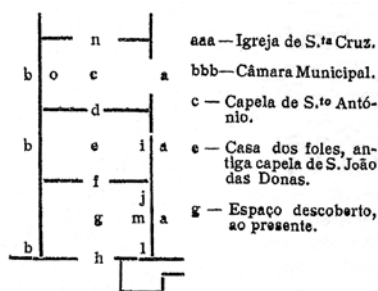 n
b o c a
d
b e i a
f
j
g m a
b h l
aaa — Igreja de S.ta Cruz.
bbb — Câmara Municipal.
c — Capela de S.to Antó-
nio.
e — Casa dos foles, an-
tiga capela de S. João
das Donas.
g — Espaço descoberto,
ao presente.